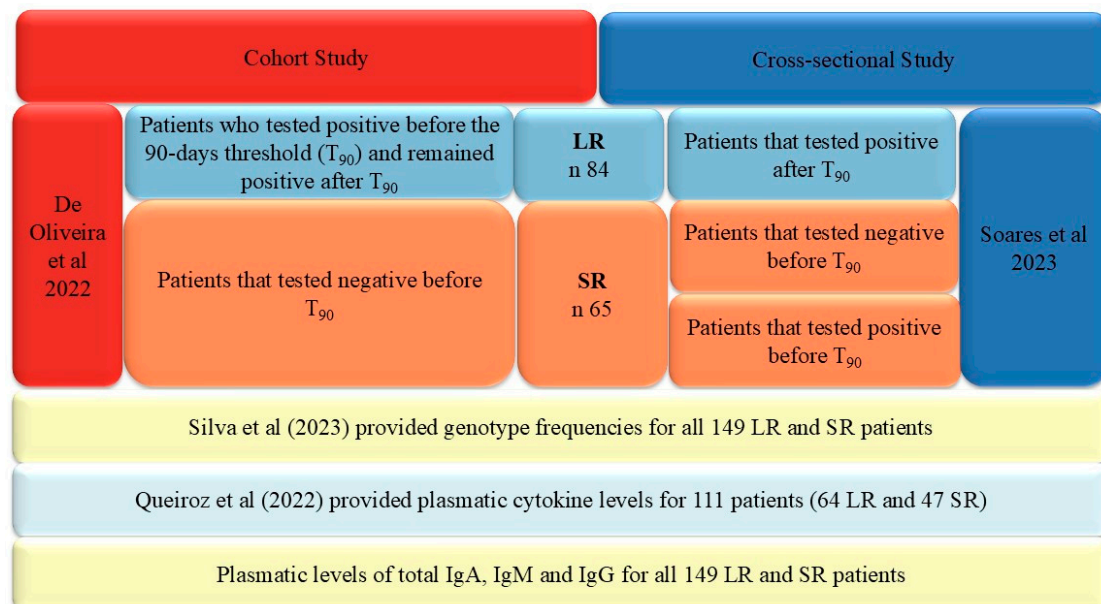 Cohort Study
Cross-sectional Study
De
Oliveira
et al
2022
Patients who tested positive before the
90-days threshold (T90) and remained
positive after T90
LR
n 84
Patients that tested positive
after T90
Patients that tested negative before
T90
SR
n 65
Patients that tested negative
before T90
Patients that tested positive
before T90
Soares et al
2023
Silva et al (2023) provided genotype frequencies for all 149 LR and SR patients
Queiroz et al (2022) provided plasmatic cytokine levels for 111 patients (64 LR and 47 SR)
Plasmatic levels of total IgA, IgM and IgG for all 149 LR and SR patients